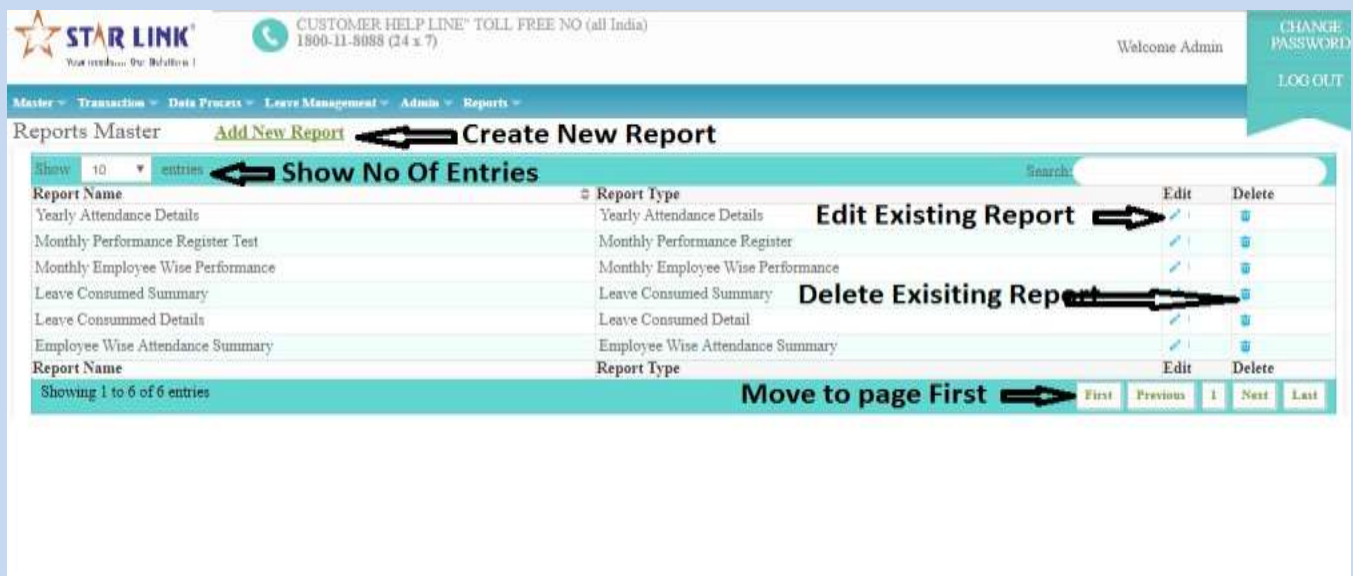 STAR LINK
CUSTOMER HELP LINE" TOLL FREE NO (all India)
1800-11-8088 (24 x 7)
Welcome Admin
CHANGE PASSWORD
LOG OUT
Master Transaction Data Process Leave Management Admin Reports
Reports Master Add New Report Create New Report
Show 10 entries Show No Of Entries Search:
Report Name Report Type Edit Delete
Yearly Attendance Details Yearly Attendance Details Edit Existing Report
Monthly Performance Register Test Monthly Performance Register
Monthly Employee Wise Performance Monthly Employee Wise Performance
Leave Consumed Summary Leave Consumed Summary Delete Exisiting Report
Leave Consummed Details Leave Consumed Detail
Employee Wise Attendance Summary Employee Wise Attendance Summary
Report Name Report Type Edit Delete
Showing 1 to 6 of 6 entries Move to page First First Previous 1 Next Last